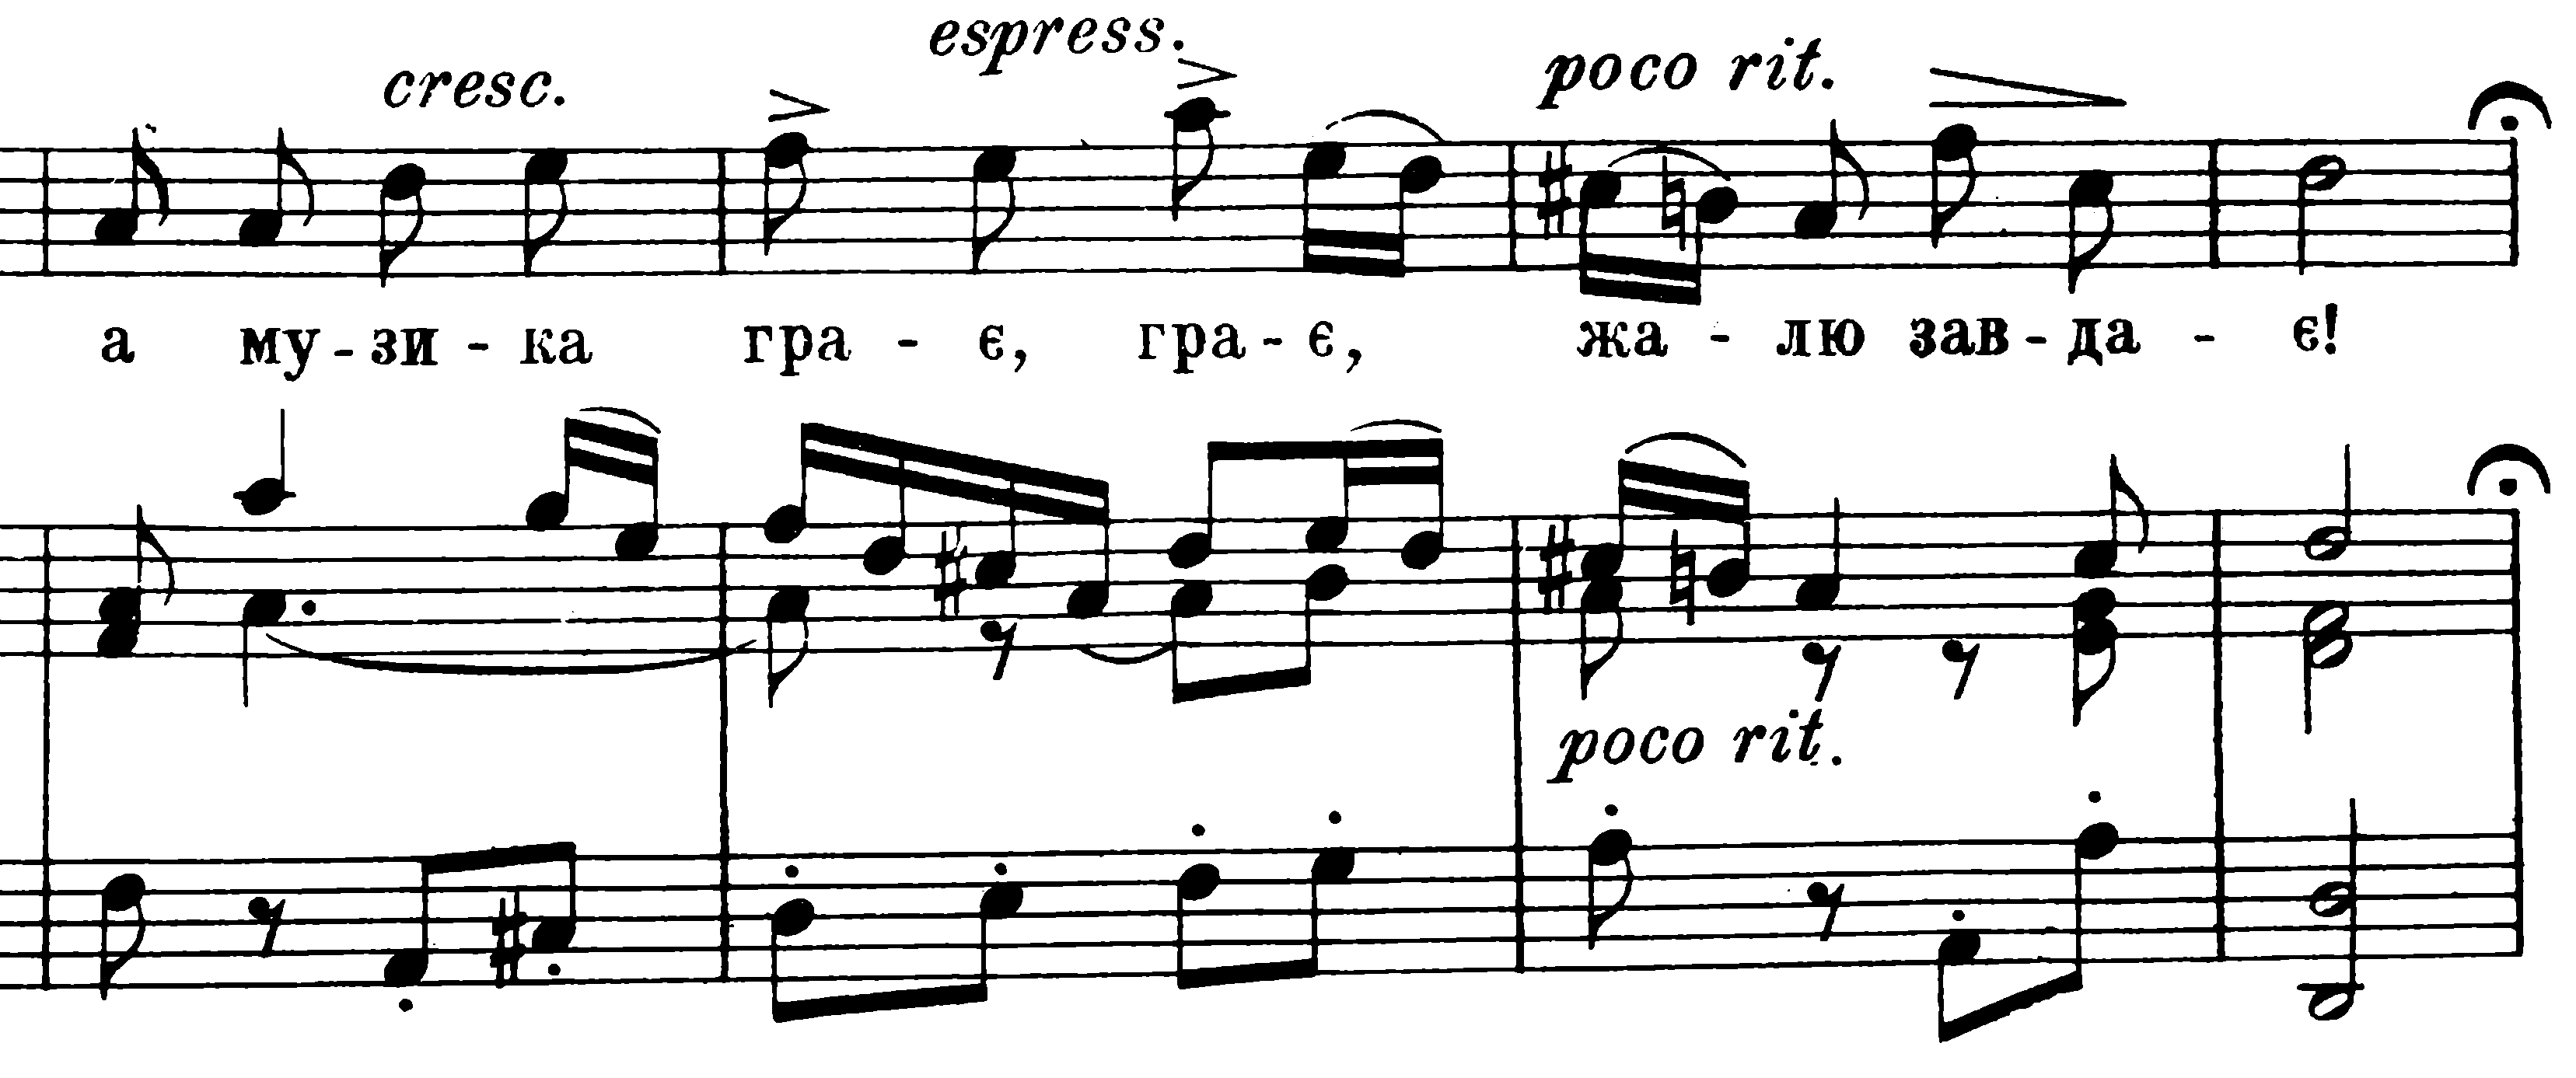 cresc. espress. poco rit.
а му - зи - ка гра - є, гра - є, жа - лю зав - да - є!
poco rit.